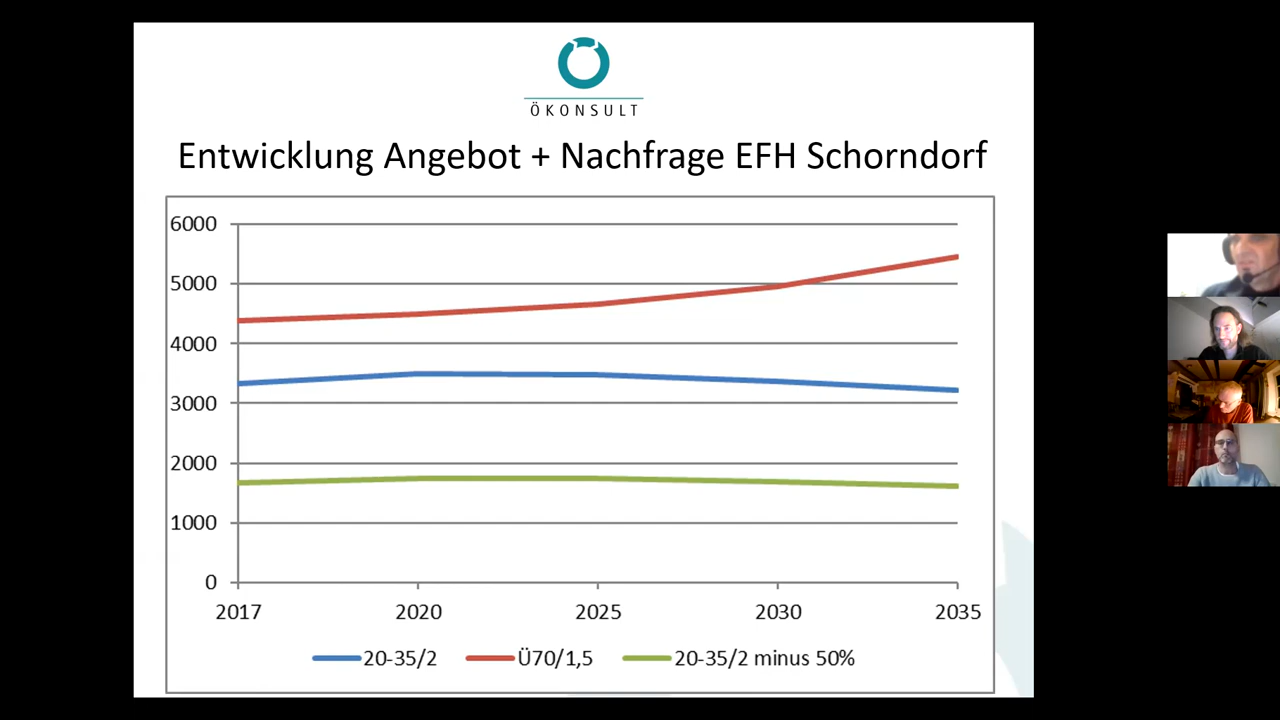 ÖKONSULT
Entwicklung Angebot + Nachfrage EFH Schorndorf
6000
5000
4000
3000
2000
1000
0
2017 2020 2025 2030 2035
20-35/2 Ü70/1,5 20-35/2 minus 50%